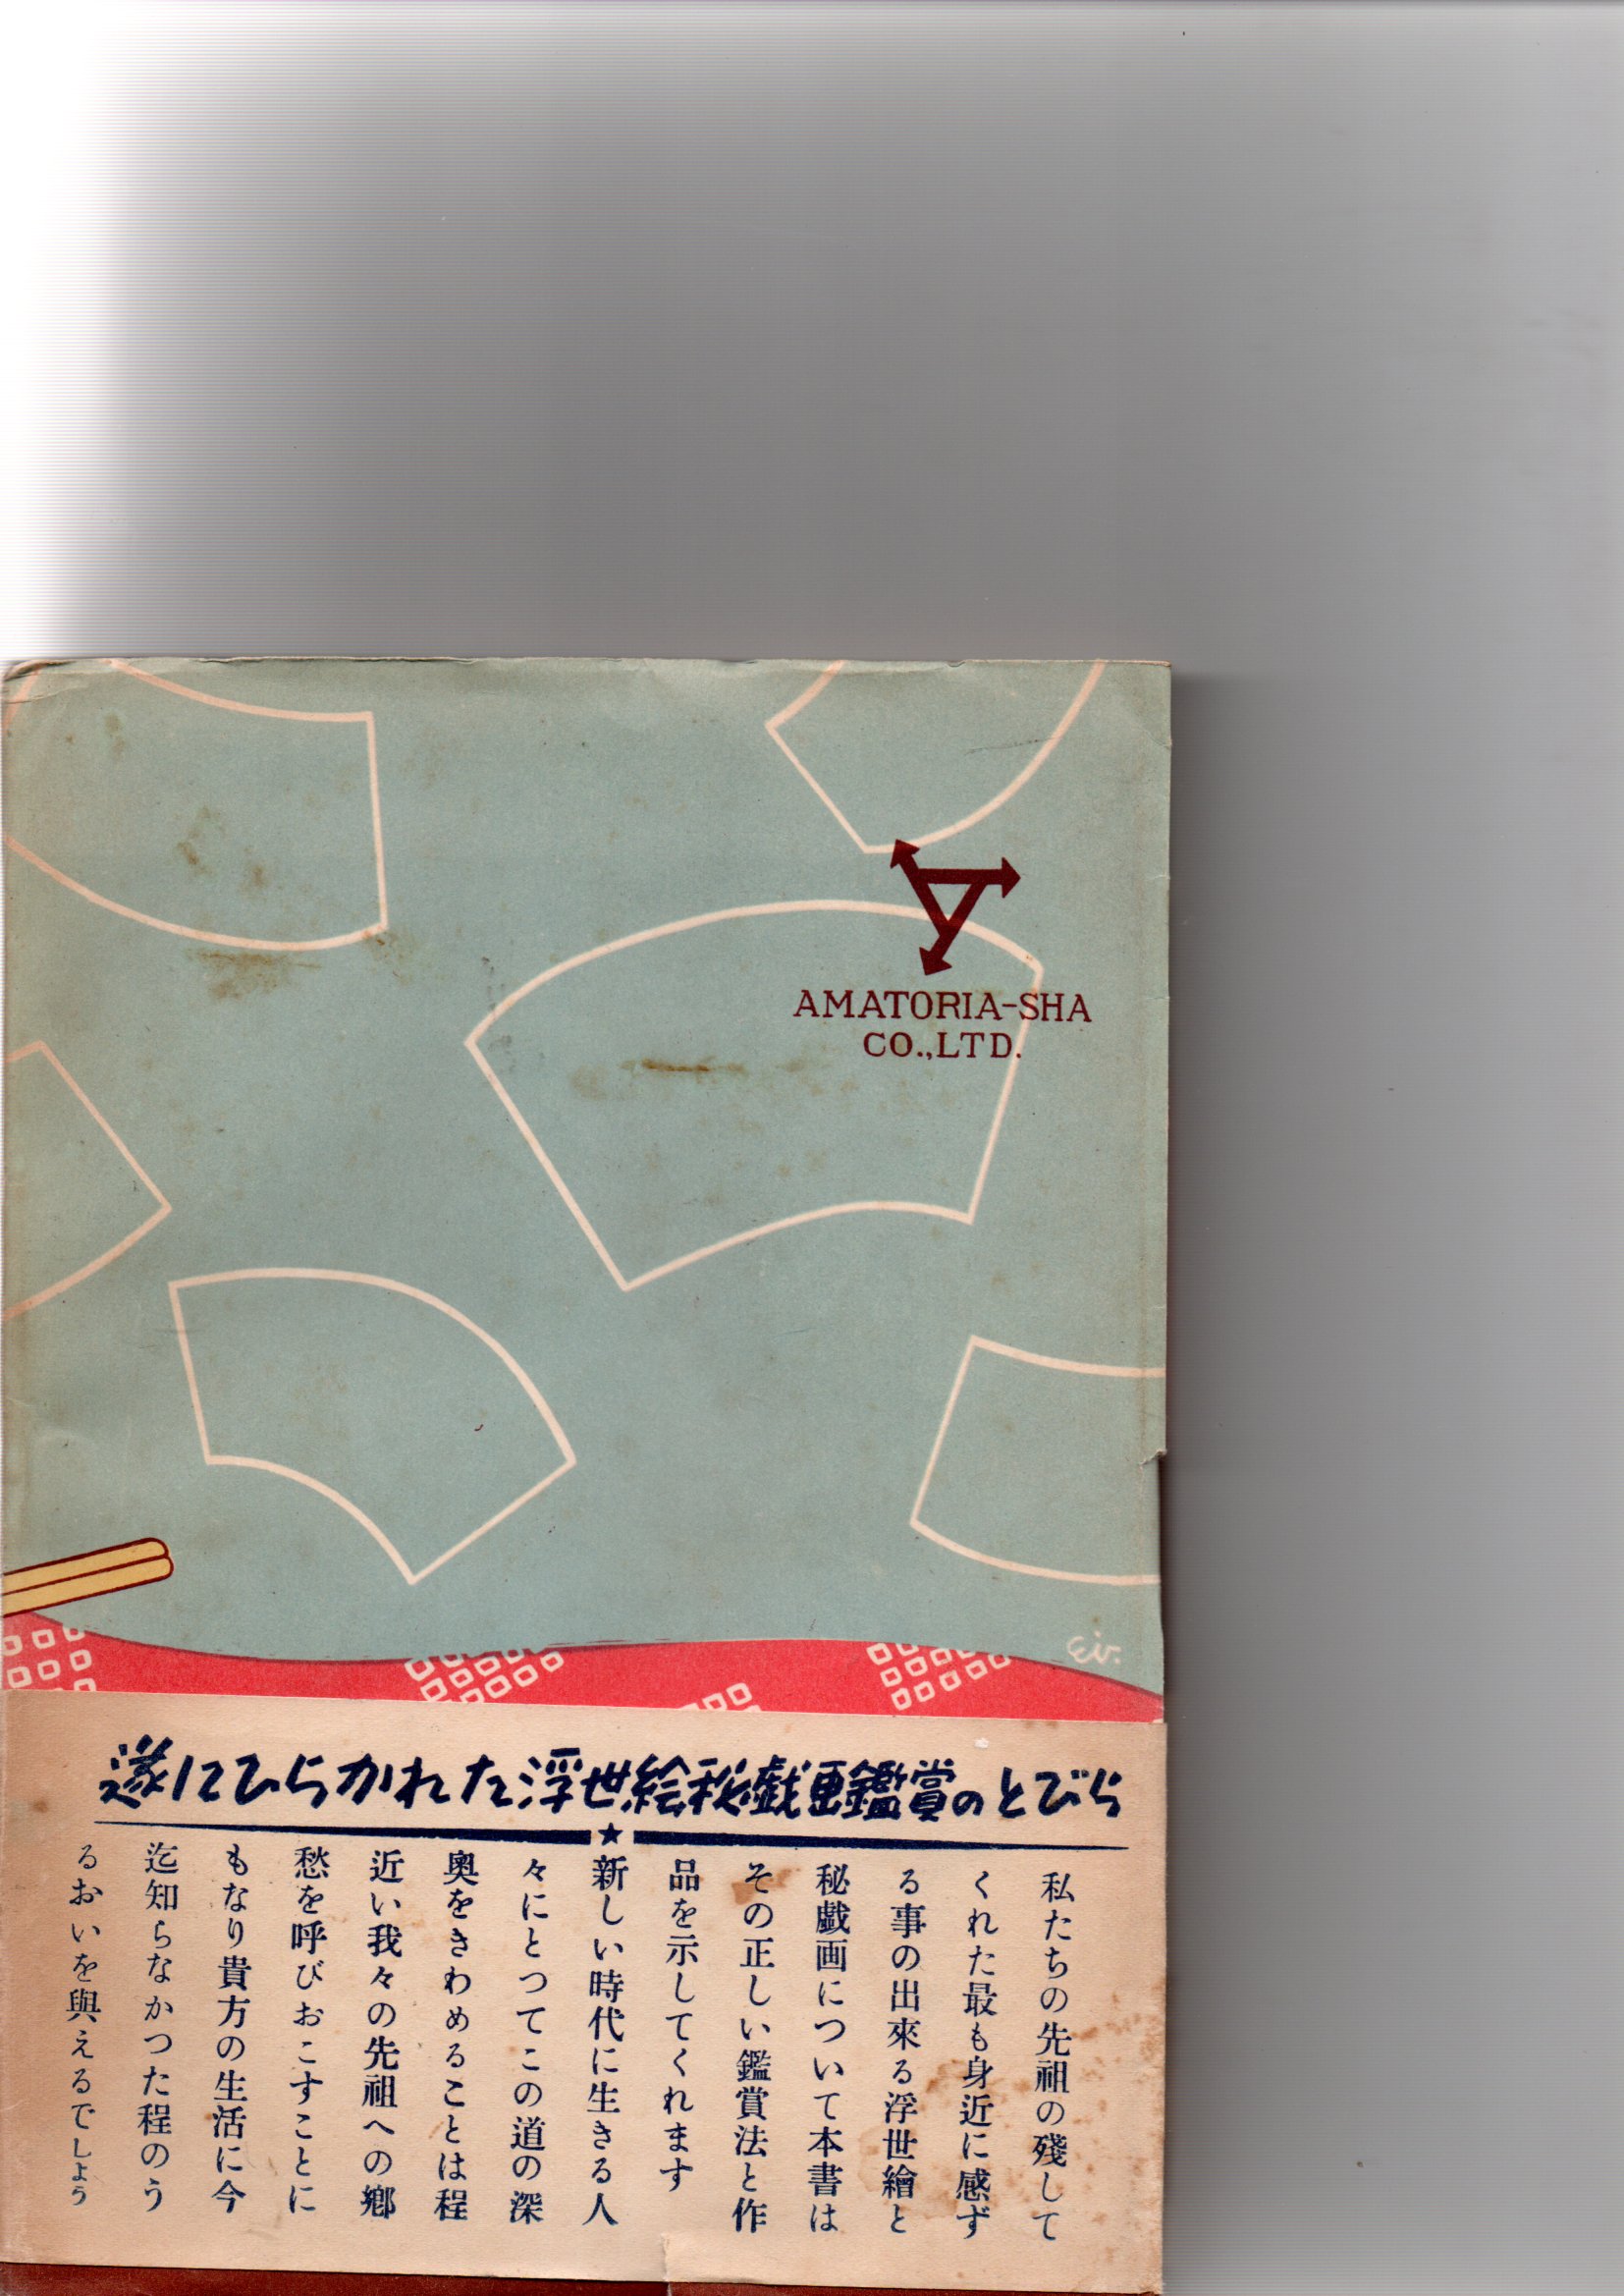 AMATORIA-SHA
CO.,LTD.
Ei.
遂にひらかれた浮世絵秘戯画鑑賞のとびら
私たちの先祖の殘して
くれた最も身近に感ず
る事の出來る浮世繪と
秘戯画について本書は
その正しい鑑賞法と作
品を示してくれます
新しい時代に生きる人
々にとつてこの道の深
奥をきわめることは程
近い我々の先祖への鄕
愁を呼びおこすことに
もなり貴方の生活に今
迄知らなかつた程のう
るおいを與えるでしょう